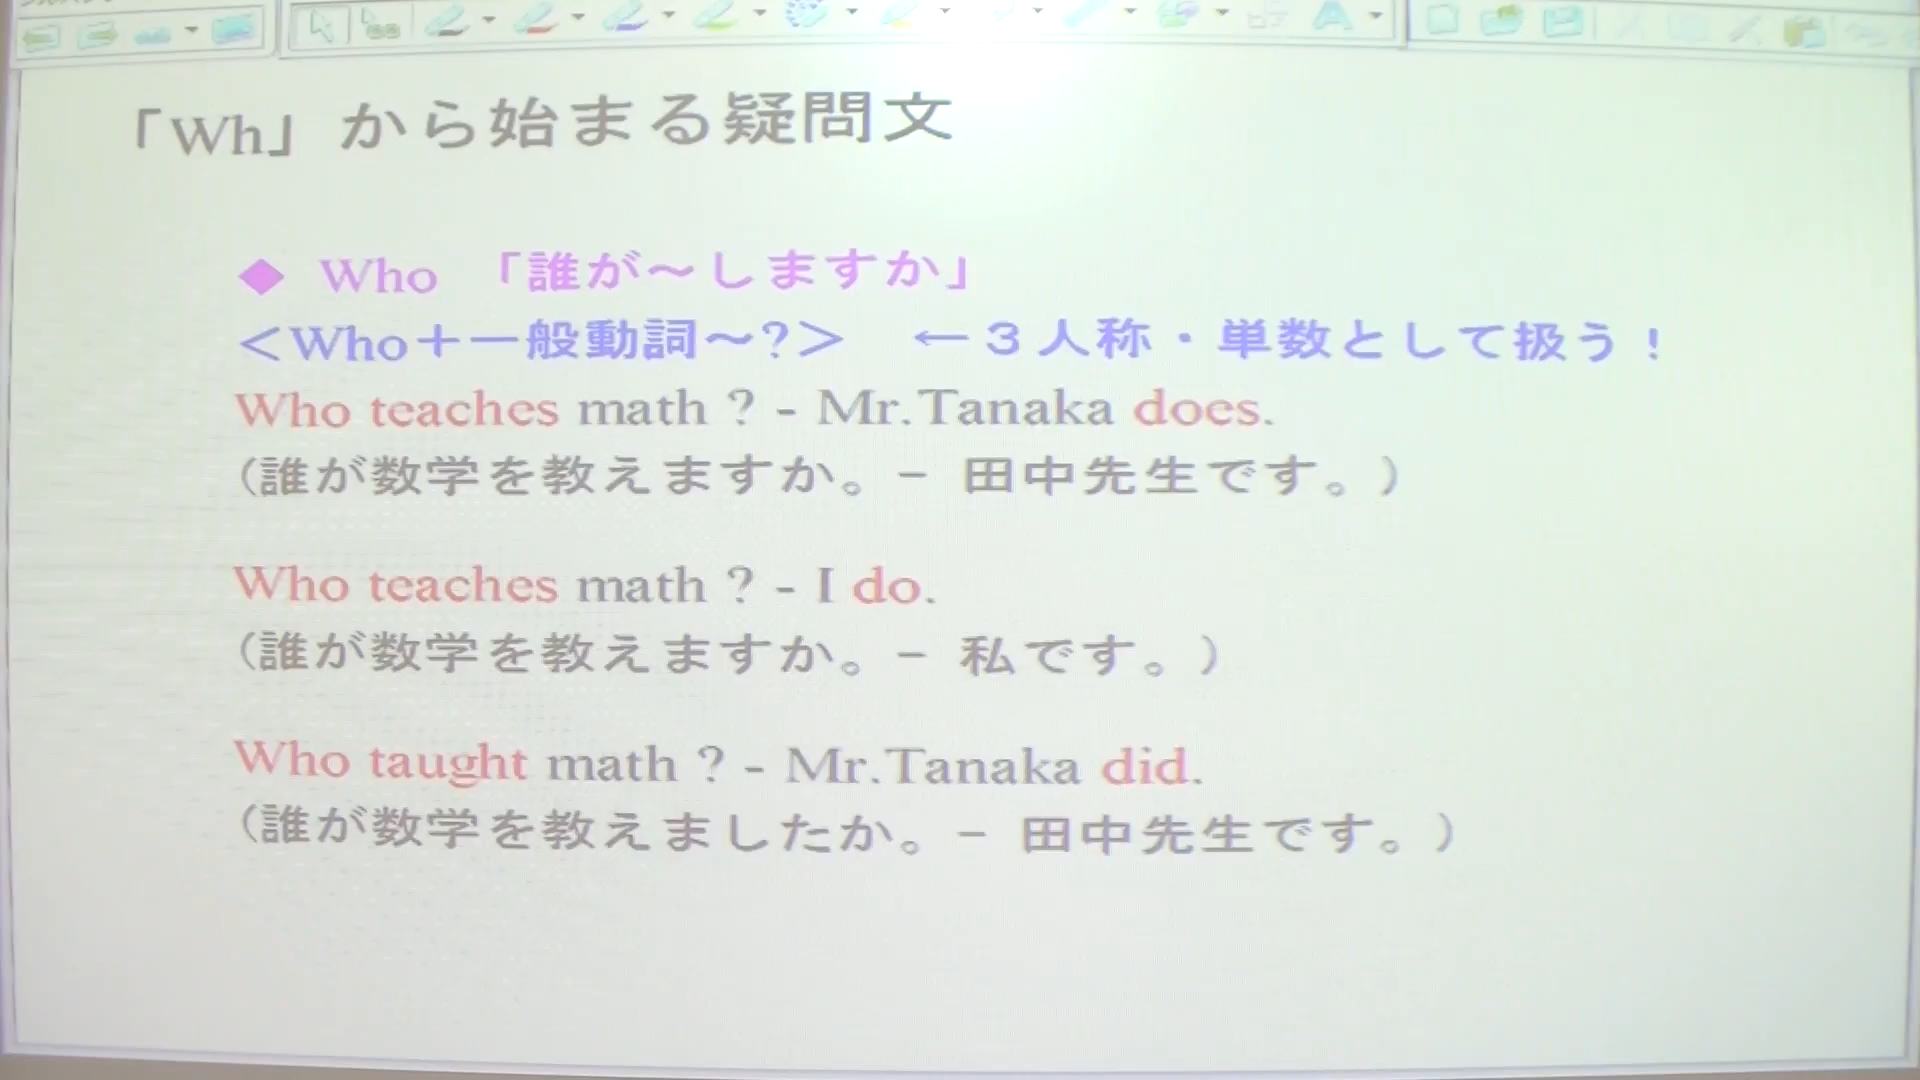 「Wh」から始まる疑問文
◆ Who 「誰が～しますか」
＜Who＋一般動詞～?＞ ←３人称・単数として扱う！
Who teaches math ? - Mr.Tanaka does.
（誰が数学を教えますか。－ 田中先生です。）
Who teaches math ? - I do.
（誰が数学を教えますか。－ 私です。）
Who taught math ? - Mr.Tanaka did.
（誰が数学を教えましたか。－ 田中先生です。）